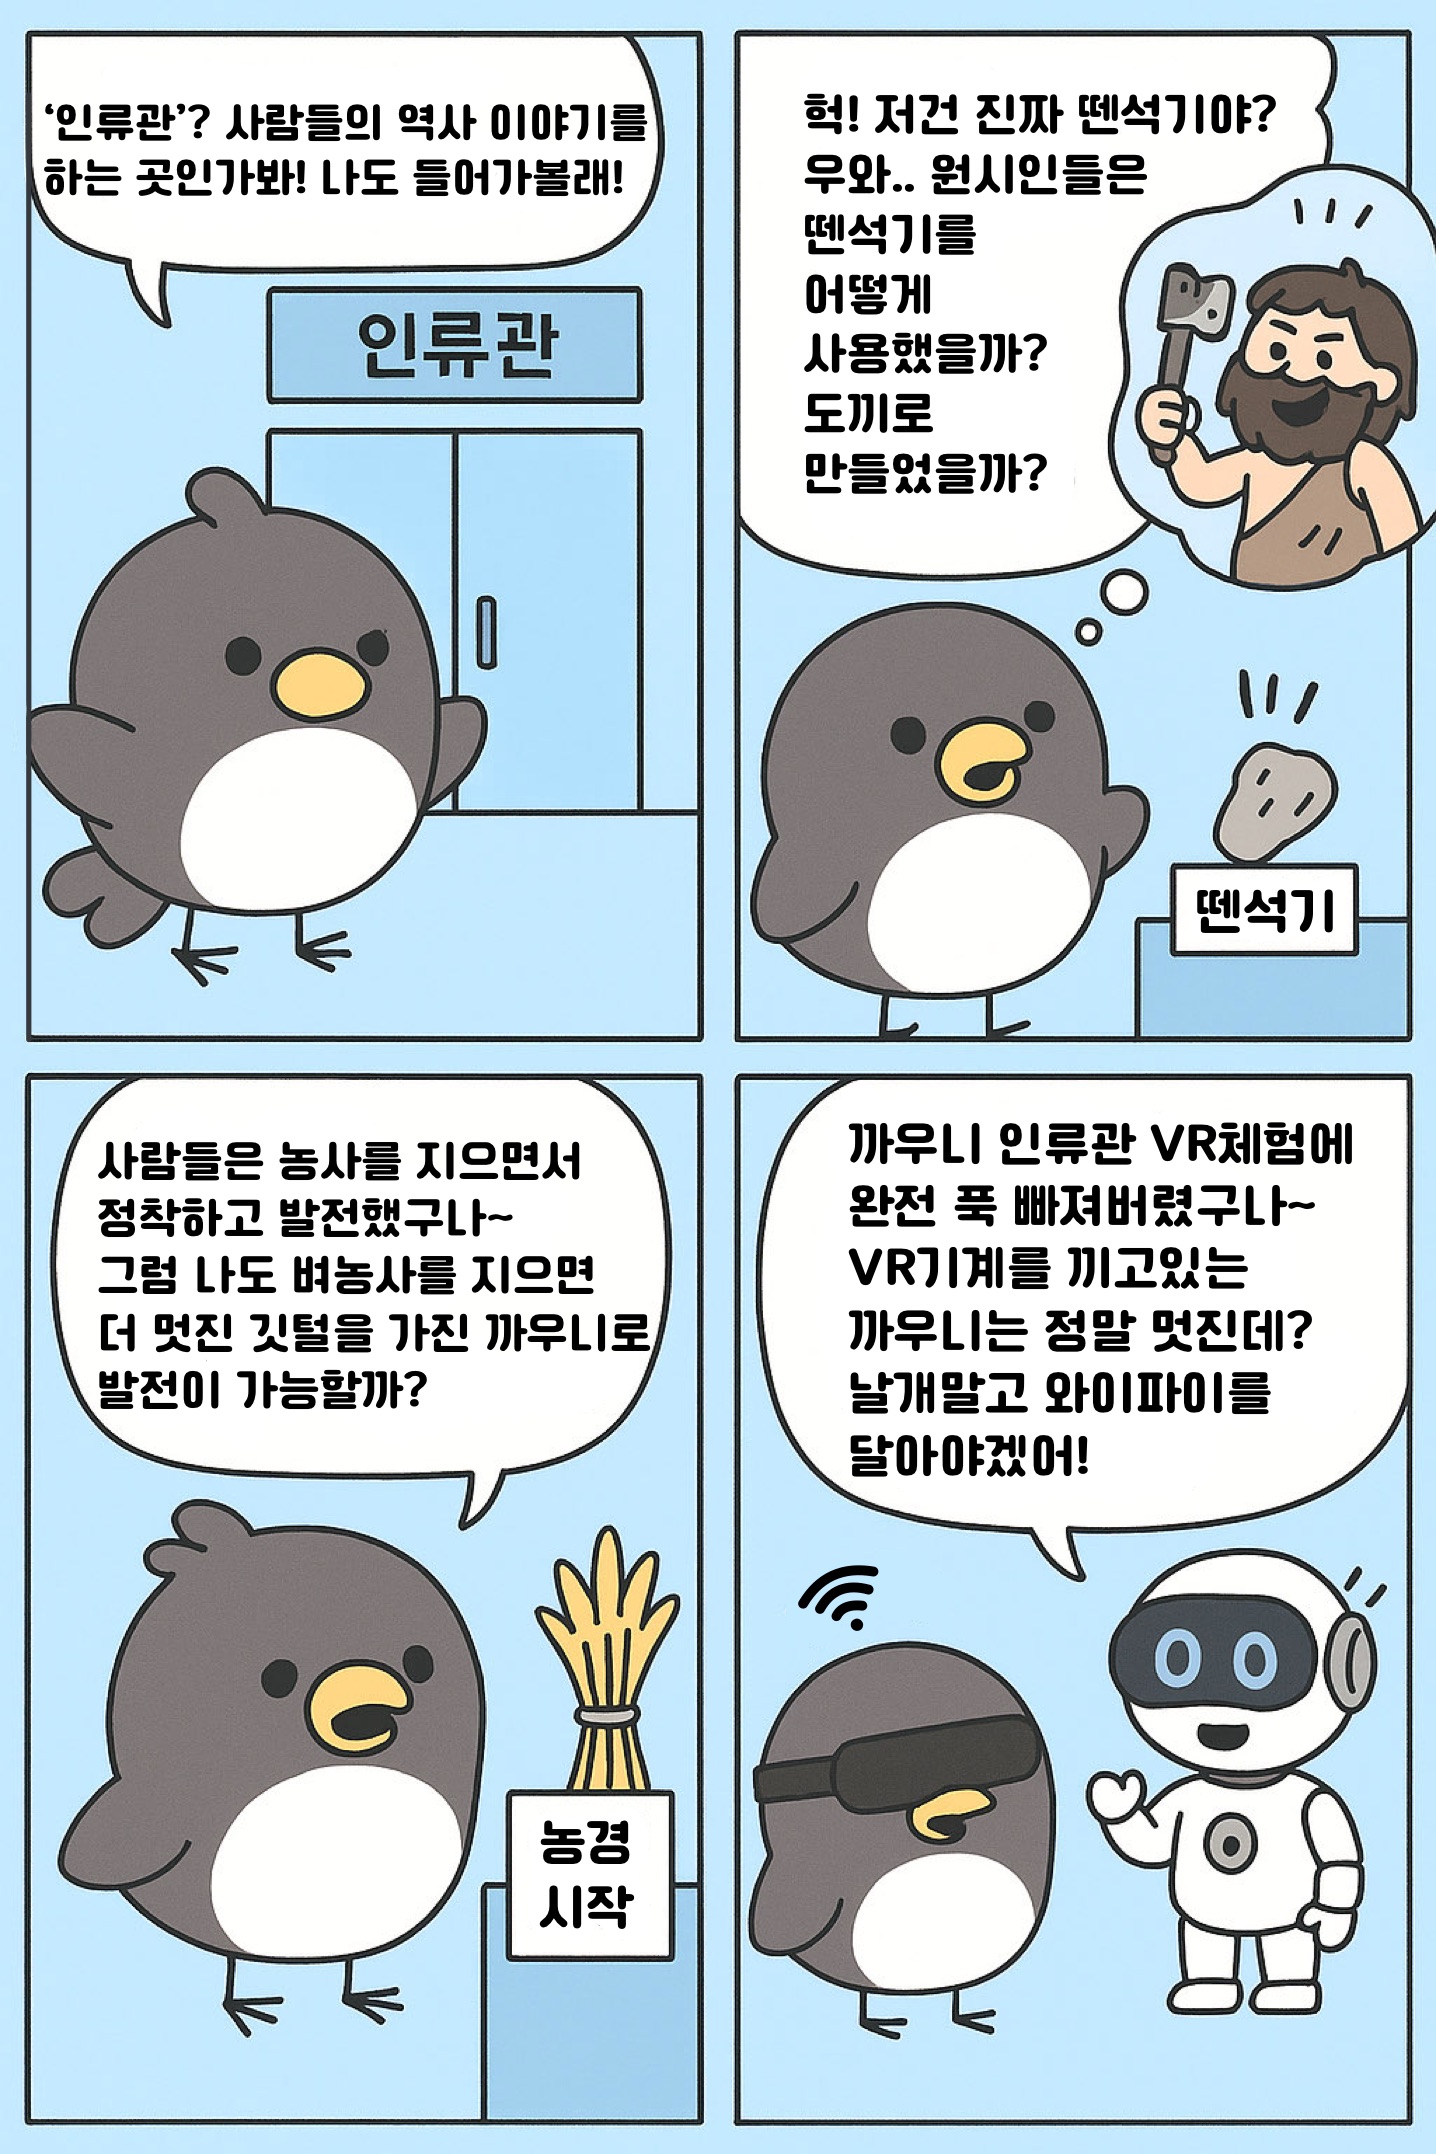 ‘인류관’? 사람들의 역사 이야기를
하는 곳인가봐! 나도 들어가볼래!
인류관
헉! 저건 진짜 뗀석기야?
우와.. 원시인들은
뗀석기를
어떻게
사용했을까?
도끼로
만들었을까?
뗀석기
사람들은 농사를 지으면서
정착하고 발전했구나~
그럼 나도 벼농사를 지으면
더 멋진 깃털을 가진 까우니로
발전이 가능할까?
농경
시작
까우니 인류관 VR체험에
완전 푹 빠져버렸구나~
VR기계를 끼고있는
까우니는 정말 멋진데?
날개말고 와이파이를
달아야겠어!